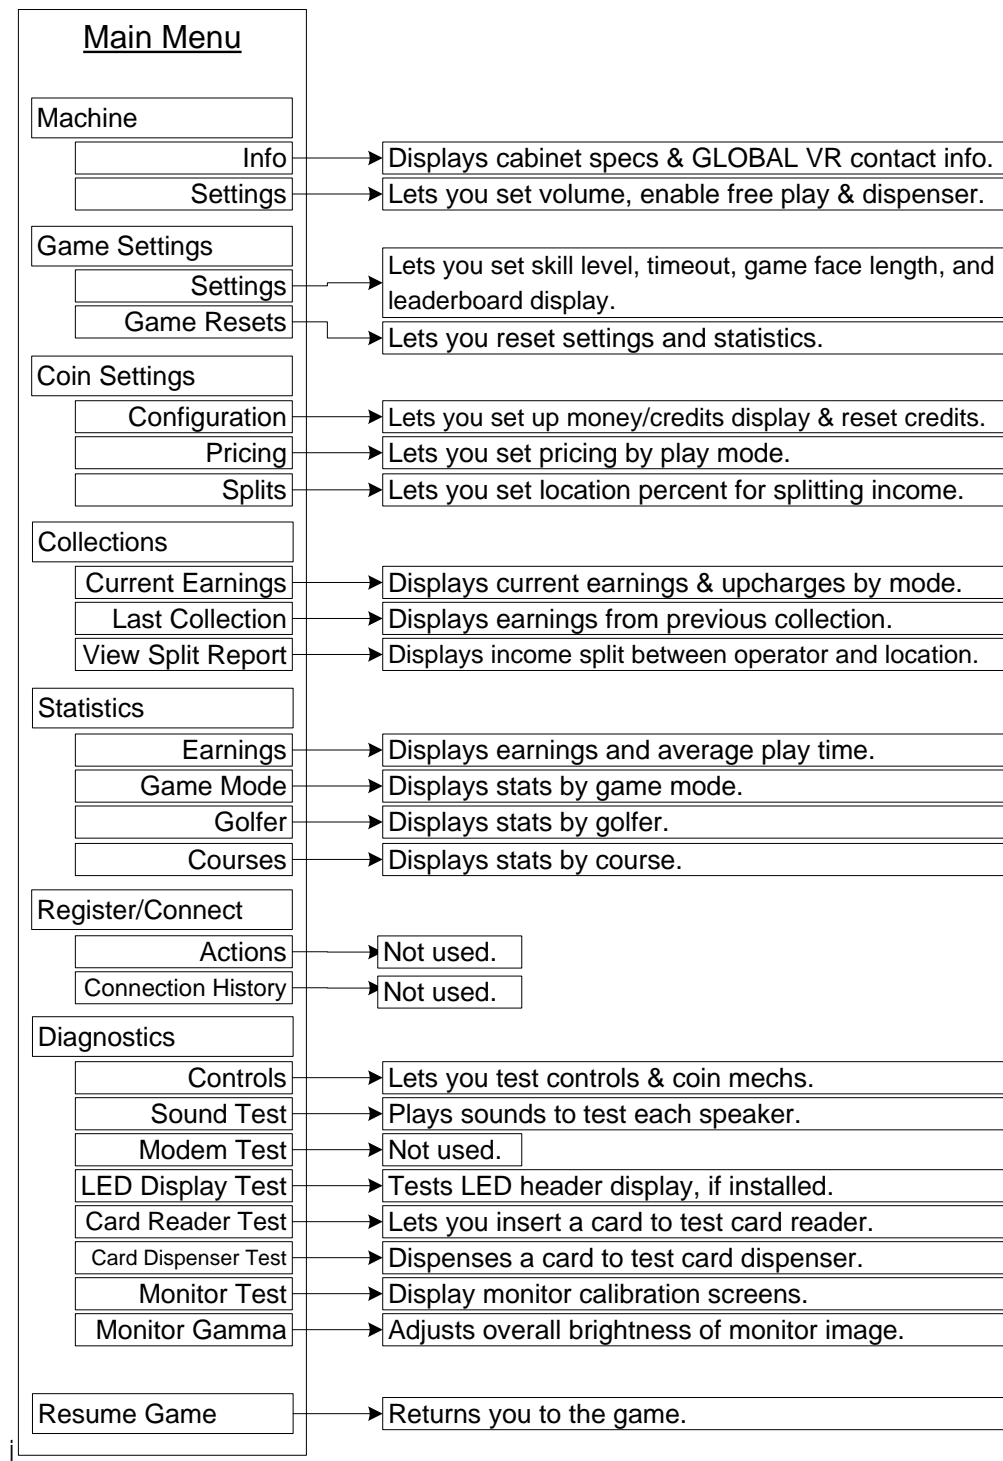 Main Menu
Machine
Info
Displays cabinet specs & GLOBAL VR contact info.
Settings
Lets you set volume, enable free play & dispenser.
Game Settings
Settings
Lets you set skill level, timeout, game face length, and
leaderboard display.
Game Resets
Lets you reset settings and statistics.
Coin Settings
Configuration
Lets you set up money/credits display & reset credits.
Pricing
Lets you set pricing by play mode.
Splits
Lets you set location percent for splitting income.
Collections
Current Earnings
Displays current earnings & upcharges by mode.
Last Collection
Displays earnings from previous collection.
View Split Report
Displays income split between operator and location.
Statistics
Earnings
Displays earnings and average play time.
Game Mode
Displays stats by game mode.
Golfer
Displays stats by golfer.
Courses
Displays stats by course.
Register/Connect
Actions
Not used.
Connection History
Not used.
Diagnostics
Controls
Lets you test controls & coin mechs.
Sound Test
Plays sounds to test each speaker.
Modem Test
Not used.
LED Display Test
Tests LED header display, if installed.
Card Reader Test
Lets you insert a card to test card reader.
Card Dispenser Test
Dispenses a card to test card dispenser.
Monitor Test
Display monitor calibration screens.
Monitor Gamma
Adjusts overall brightness of monitor image.
Resume Game
Returns you to the game.